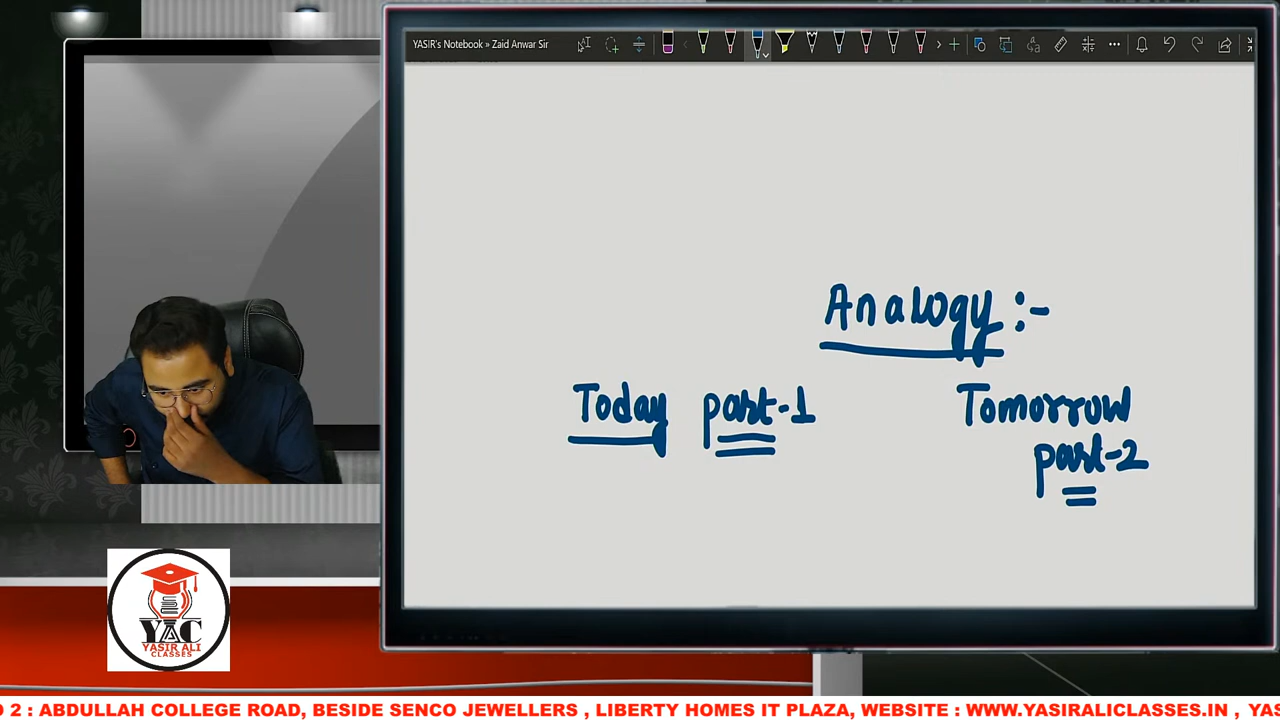 YASIR's Notebook » Zaid Anwar Sir
Analogy :-
Today part-1
Tomorrow
part-2
YAC
YASIR ALI
CLASSES
2 : ABDULLAH COLLEGE ROAD, BESIDE SENCO JEWELLERS , LIBERTY HOMES IT PLAZA, WEBSITE : WWW.YASIRALICLASSES.IN ,